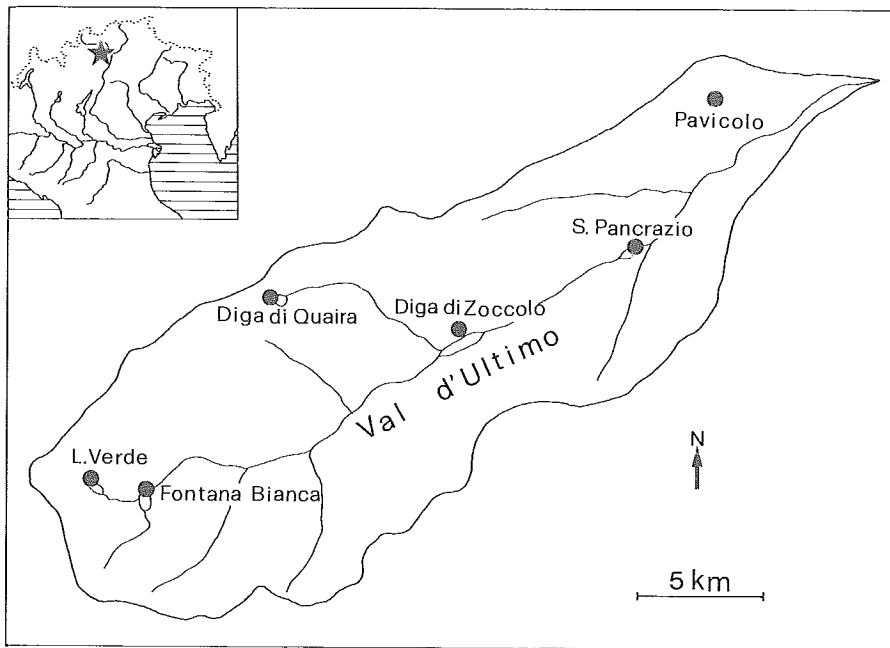 Pavicolo
S. Pancrazio
Diga di Quaira
Diga di Zoccolo
Val d'Ultimo
L. Verde
Fontana Bianca
N
5 km